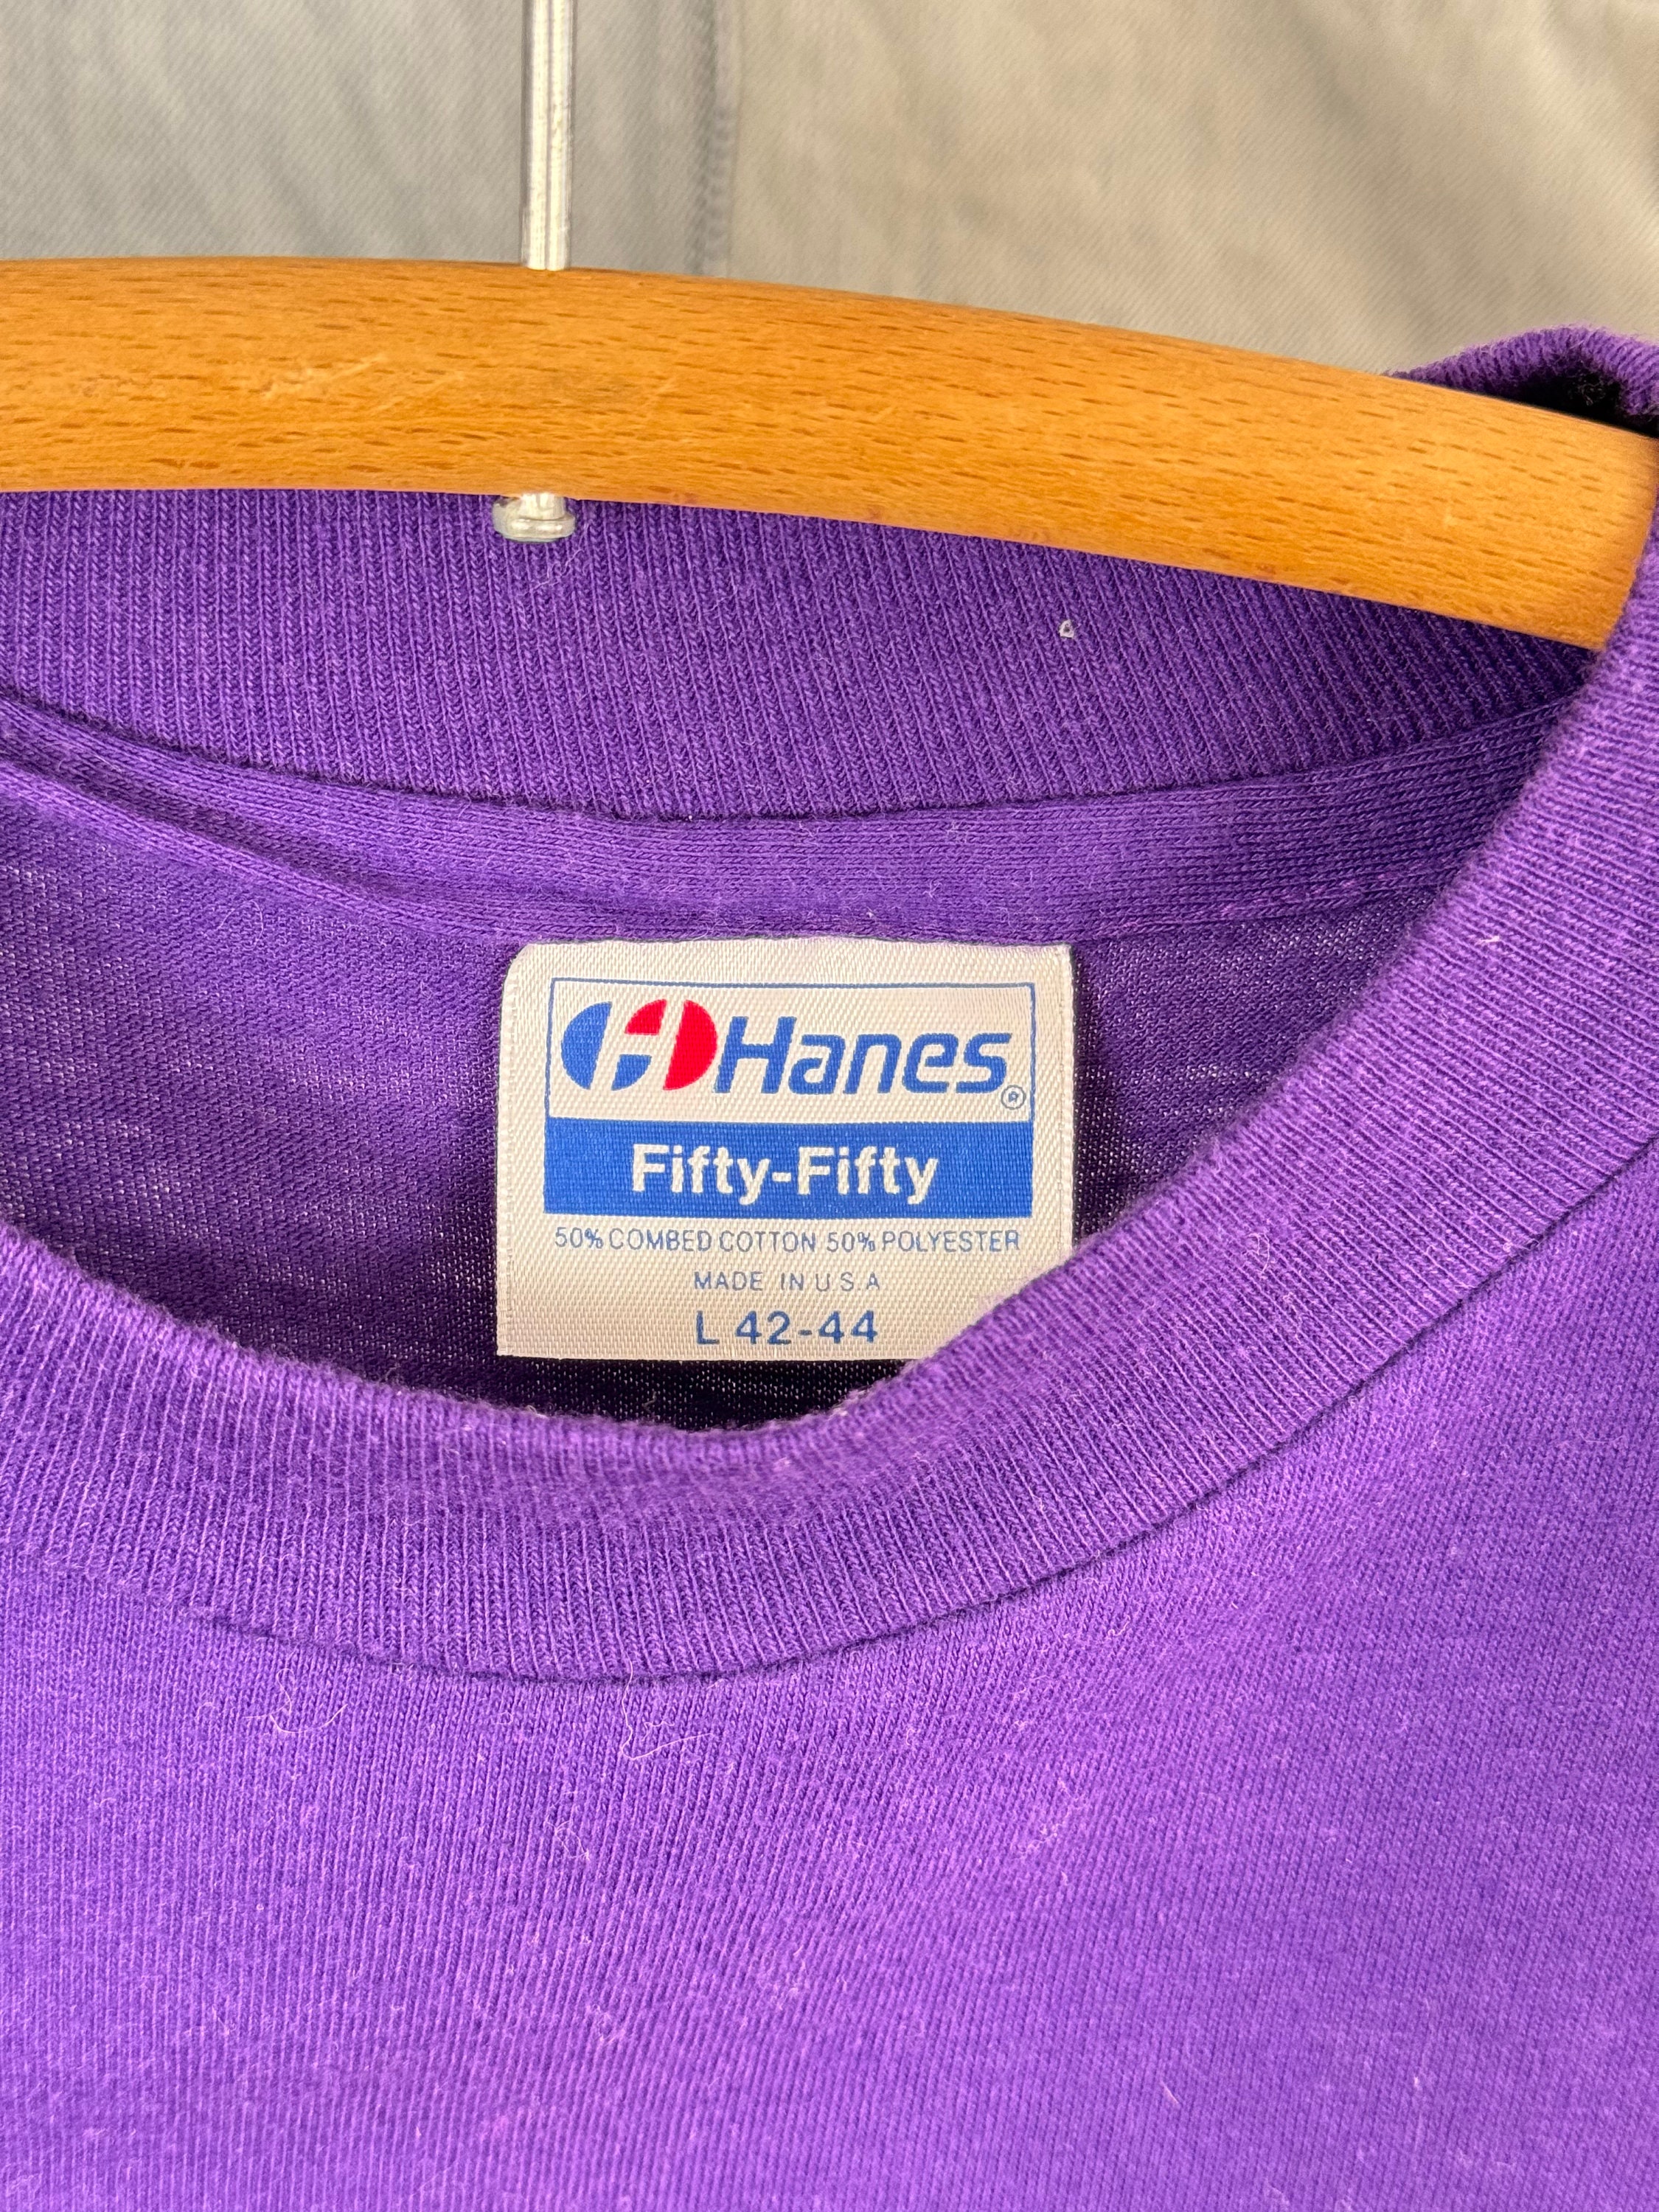 Hanes®
Fifty-Fifty
50% COMBED COTTON 50% POLYESTER
MADE IN U.S.A
L 42-44